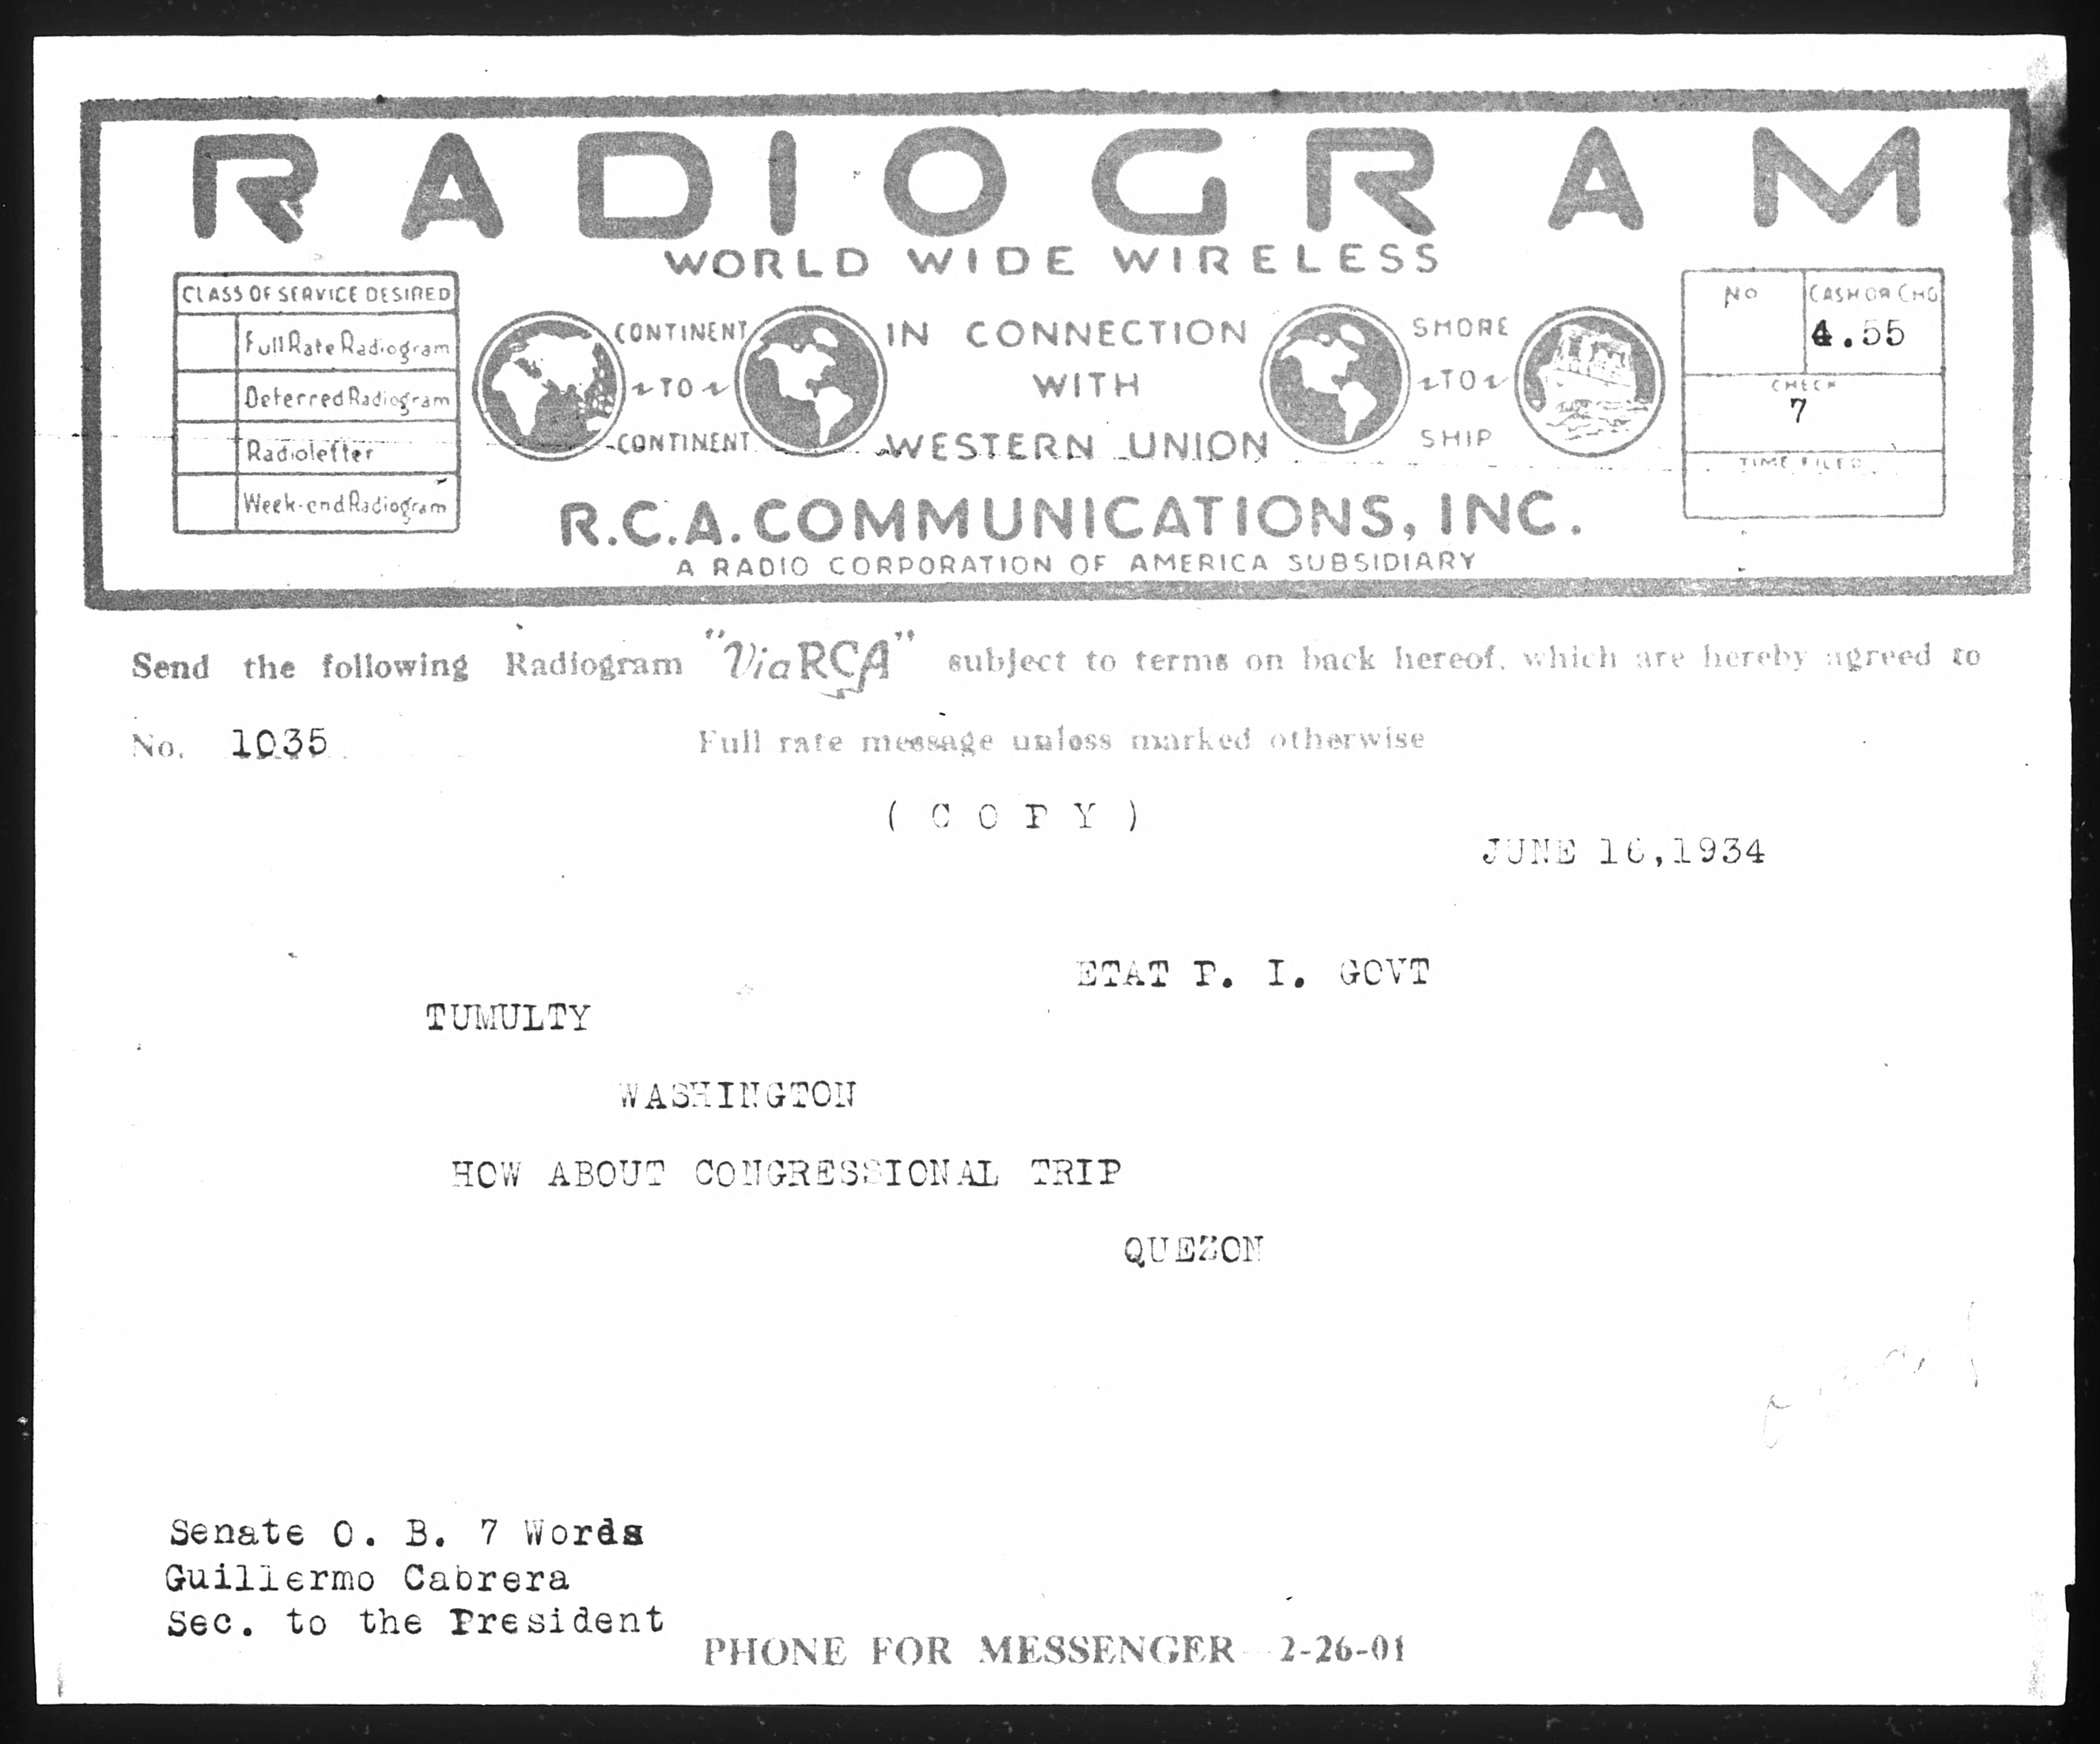 RADIOGRAM
WORLD WIDE WIRELESS
CLASS OF SERVICE DESIRED
Full Rate Radiogram
Deferred Radiogram
Radioletter
Week-end Radiogram
CONTINENT
TO
CONTINENT
IN CONNECTION
WITH
WESTERN UNION
SHORE
TO
SHIP
No
CASH OR CHG
4.55
CHECK
7
TIME FILED
R.C.A. COMMUNICATIONS, INC.
A RADIO CORPORATION OF AMERICA SUBSIDIARY
Send the following Radiogram "Via RCA" subject to terms on back hereof, which are hereby agreed to
No. 1035 Full rate message unless marked otherwise
( C O P Y )
JUNE 16,1934
ETAT P. I. GOVT
TUMULTY
WASHINGTON
HOW ABOUT CONGRESSIONAL TRIP
QUEZON
Senate O. B. 7 Words
Guillermo Cabrera
Sec. to the President
PHONE FOR MESSENGER 2-26-01